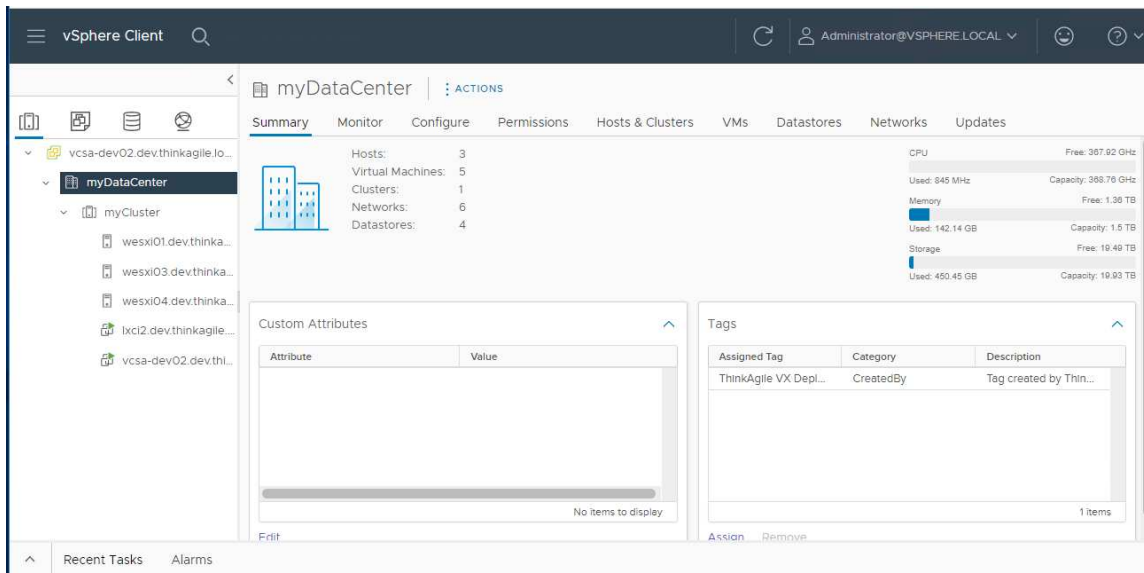 vSphere Client
Administrator@VSPHERE.LOCAL
myDataCenter
ACTIONS
Summary Monitor Configure Permissions Hosts & Clusters VMs Datastores Networks Updates
vcsa-dev02.dev.thinkagile.lo...
myDataCenter
myCluster
wesxi01.dev.thinka...
wesxi03.dev.thinka...
wesxi04.dev.thinka...
lxci2.dev.thinkagile....
vcsa-dev02.dev.thi...
Hosts: 3
Virtual Machines: 5
Clusters: 1
Networks: 6
Datastores: 4
CPU Free: 367.92 GHz
Used: 845 MHz Capacity: 368.76 GHz
Memory Free: 1.36 TB
Used: 142.14 GB Capacity: 1.5 TB
Storage Free: 19.49 TB
Used: 450.45 GB Capacity: 19.93 TB
Custom Attributes
Attribute Value
No items to display
Edit
Tags
Assigned Tag Category Description
ThinkAgile VX Depl... CreatedBy Tag created by Thin...
1 items
Assign Remove
Recent Tasks Alarms